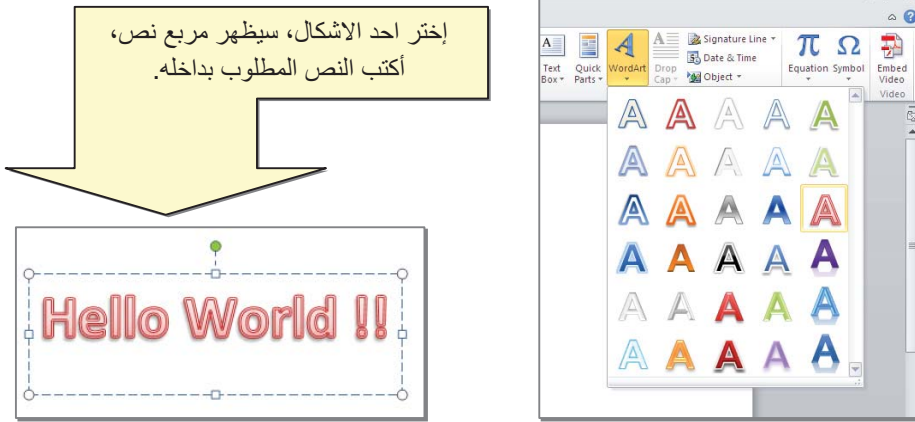 إختر احد الاشكال، سيظهر مربع نص،
أكتب النص المطلوب بداخله.
Hello World !!
Text Box
Quick Parts
WordArt
Drop Cap
Signature Line
Date & Time
Object
Equation
Symbol
Embed Video
Video